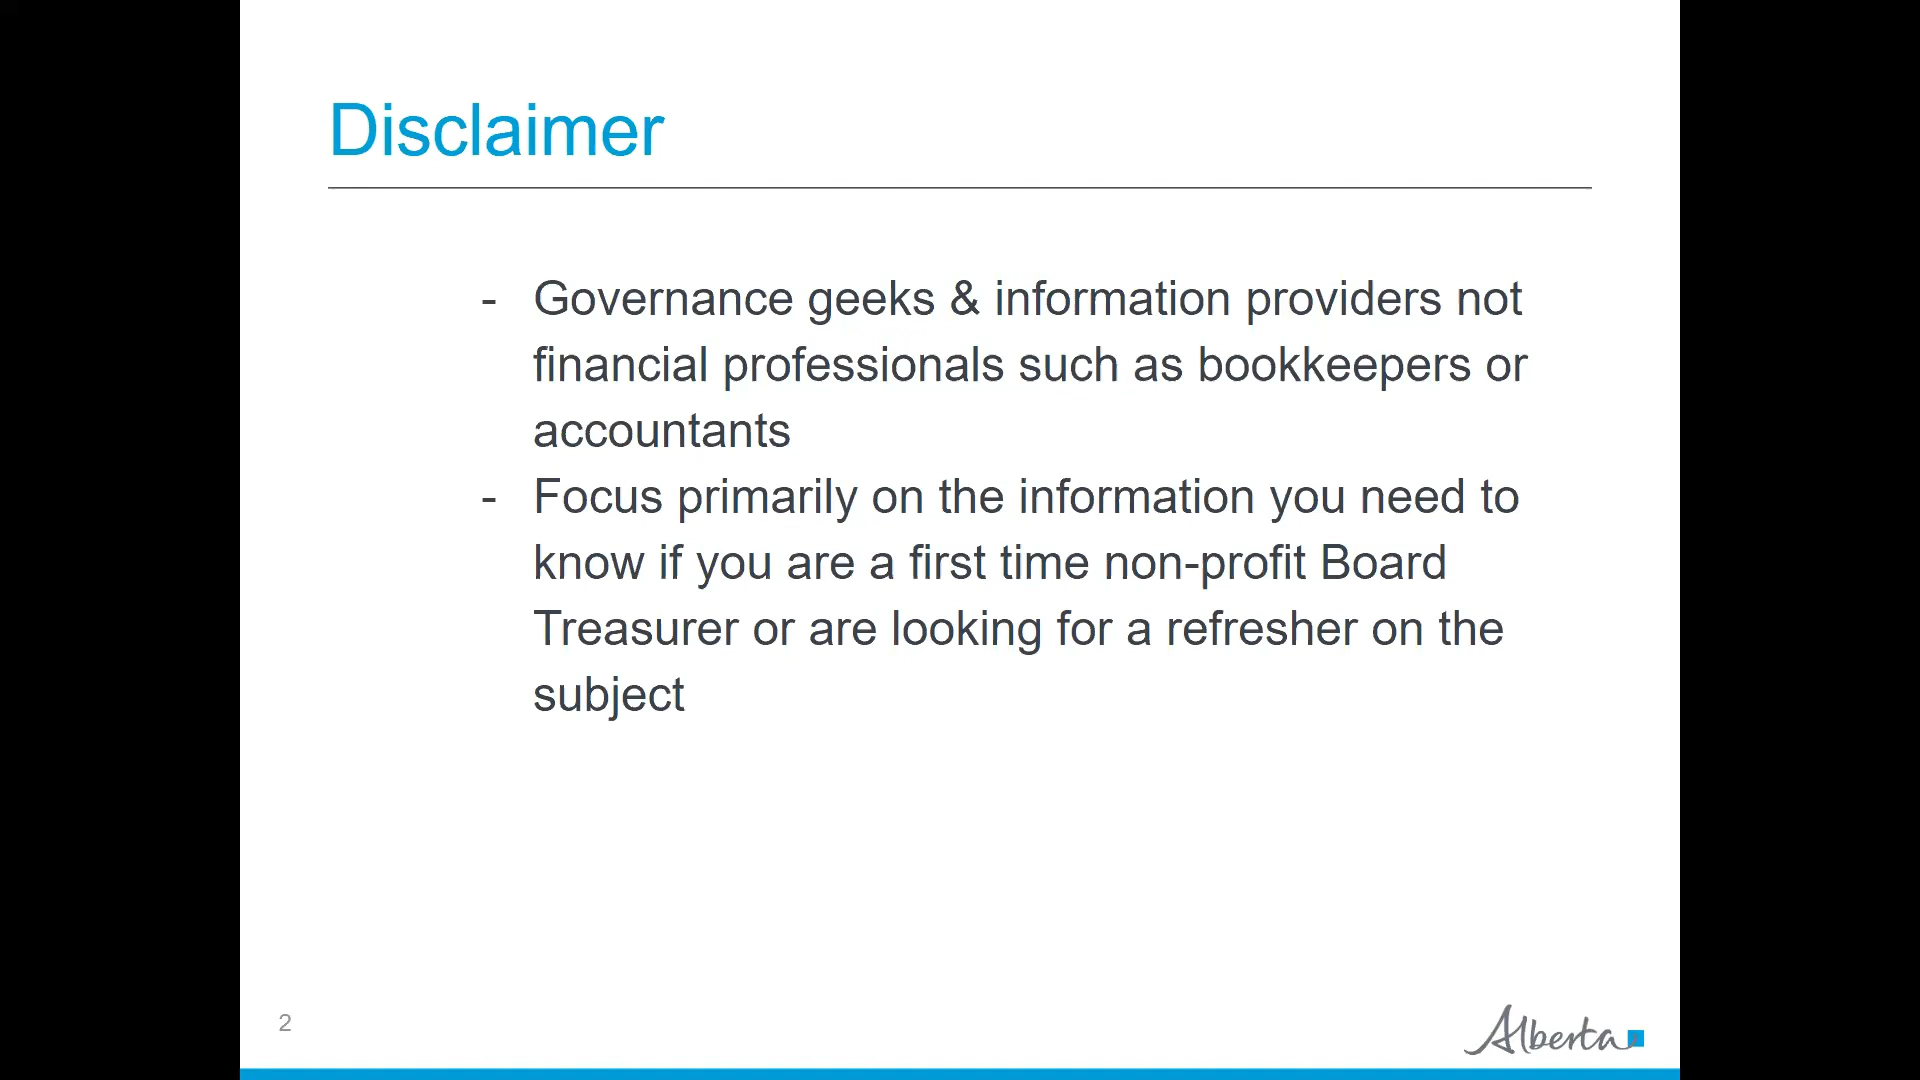 Disclaimer
- Governance geeks & information providers not
financial professionals such as bookkeepers or
accountants
- Focus primarily on the information you need to
know if you are a first time non-profit Board
Treasurer or are looking for a refresher on the
subject
2
Alberta